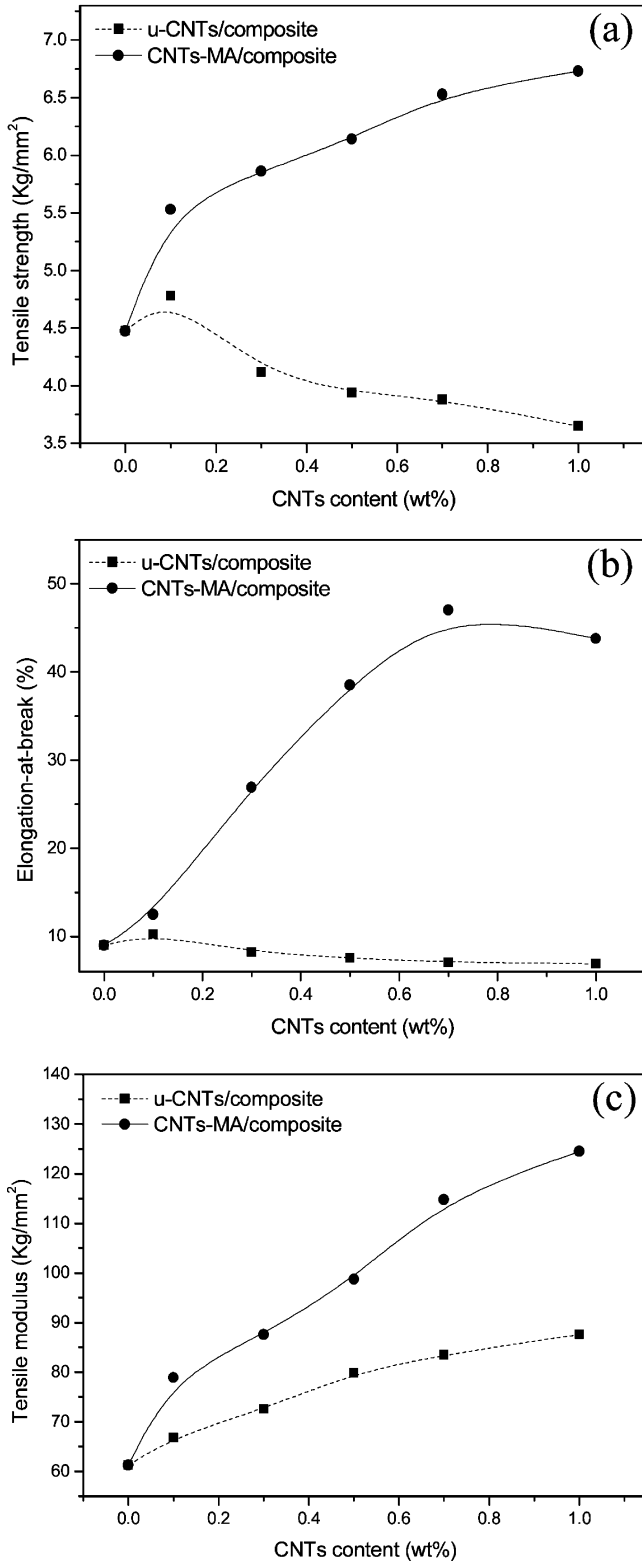 (a)
u-CNTs/composite
CNTs-MA/composite
7.0
6.5
6.0
5.5
5.0
4.5
4.0
3.5
Tensile strength (Kg/mm²)
0.0 0.2 0.4 0.6 0.8 1.0
CNTs content (wt%)
(b)
u-CNTs/composite
CNTs-MA/composite
50
40
30
20
10
Elongation-at-break (%)
0.0 0.2 0.4 0.6 0.8 1.0
CNTs content (wt%)
(c)
u-CNTs/composite
CNTs-MA/composite
140
130
120
110
100
90
80
70
60
Tensile modulus (Kg/mm²)
0.0 0.2 0.4 0.6 0.8 1.0
CNTs content (wt%)